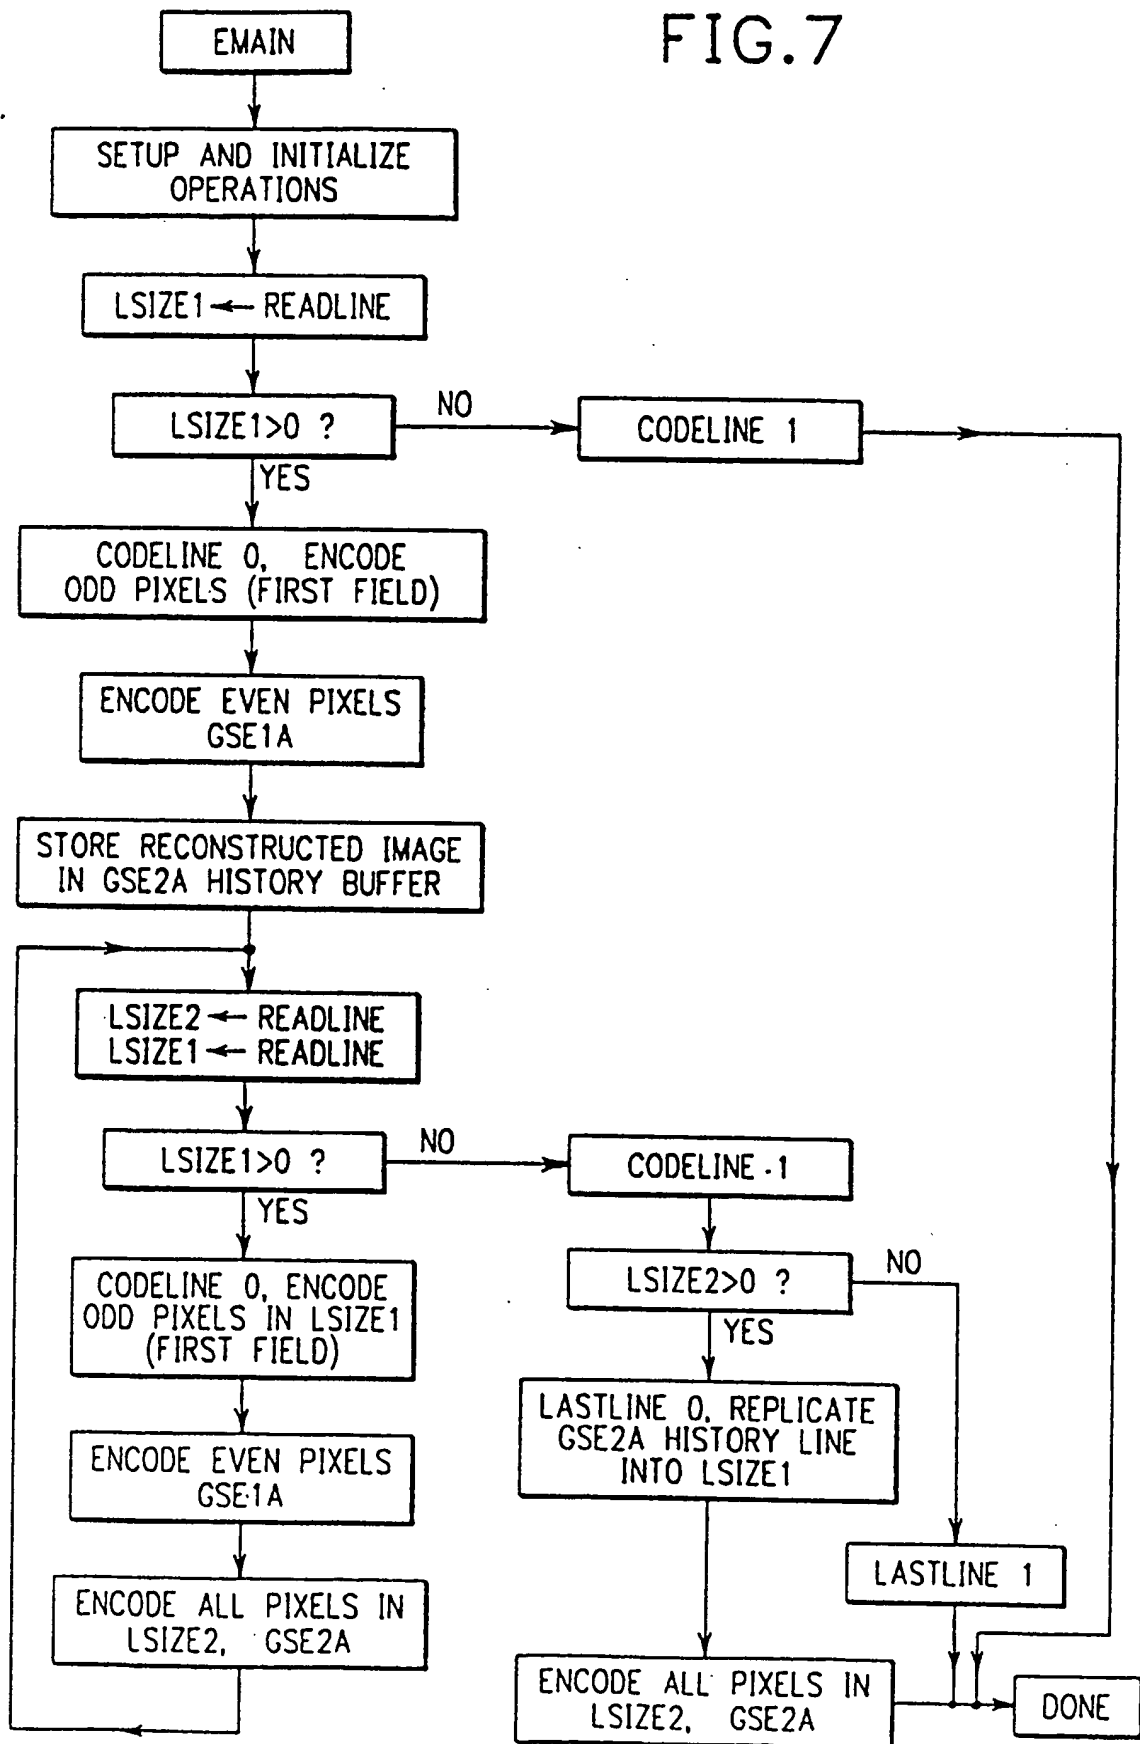 FIG.7
EMAIN
SETUP AND INITIALIZE
OPERATIONS
LSIZE1 ← READLINE
LSIZE1>0 ?
NO
CODELINE 1
YES
CODELINE 0, ENCODE
ODD PIXELS (FIRST FIELD)
ENCODE EVEN PIXELS
GSE1A
STORE RECONSTRUCTED IMAGE
IN GSE2A HISTORY BUFFER
LSIZE2 ← READLINE
LSIZE1 ← READLINE
LSIZE1>0 ?
NO
CODELINE 1
YES
LSIZE2>0 ?
NO
CODELINE 0, ENCODE
ODD PIXELS IN LSIZE1
(FIRST FIELD)
YES
LASTLINE 0, REPLICATE
GSE2A HISTORY LINE
INTO LSIZE1
ENCODE EVEN PIXELS
GSE1A
LASTLINE 1
ENCODE ALL PIXELS IN
LSIZE2, GSE2A
ENCODE ALL PIXELS IN
LSIZE2, GSE2A
DONE